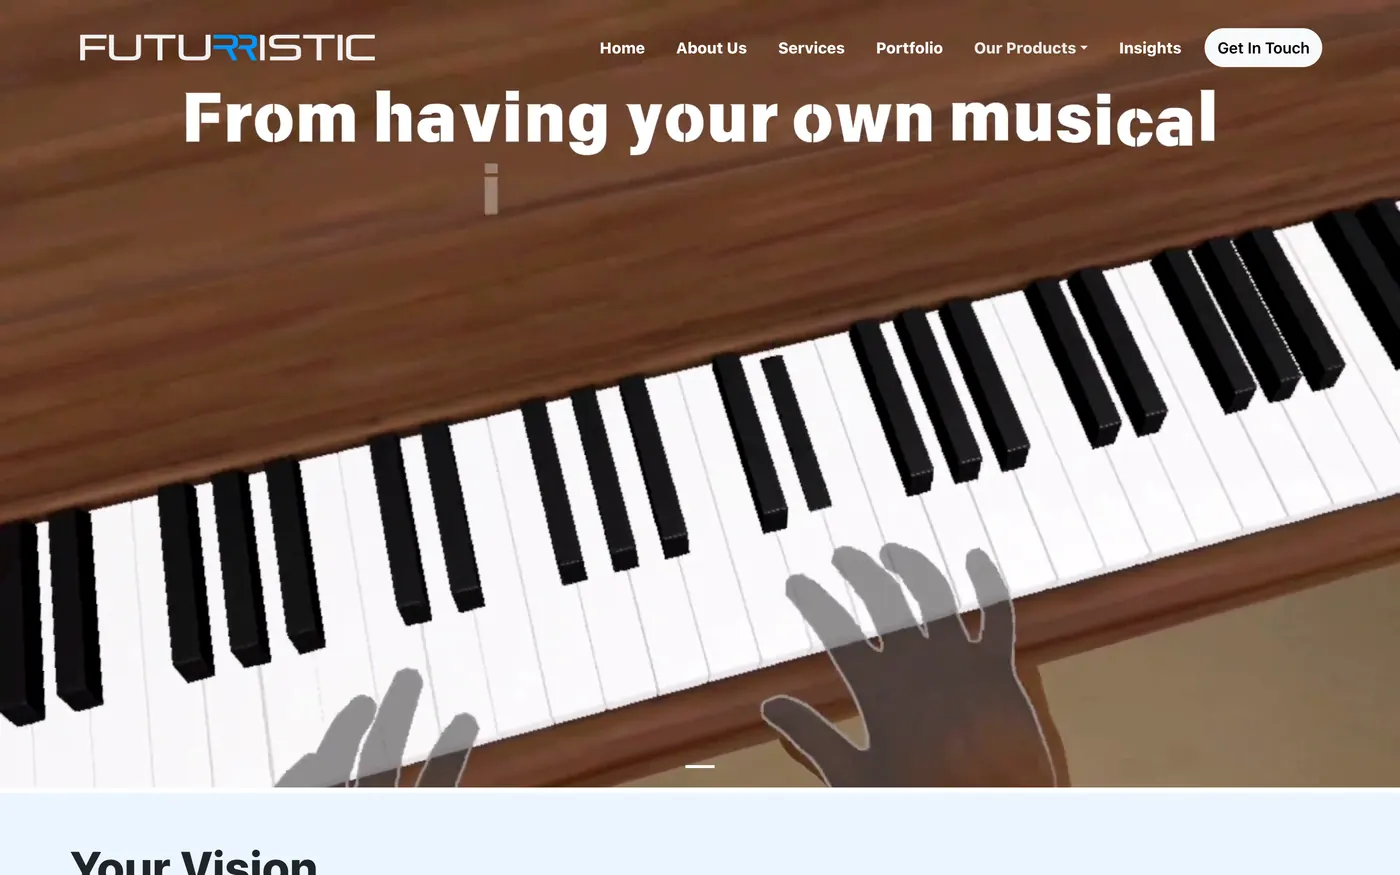 FUTURRISTIC
Home About Us Services Portfolio Our Products Insights Get In Touch
From having your own musical
i
Your Vision